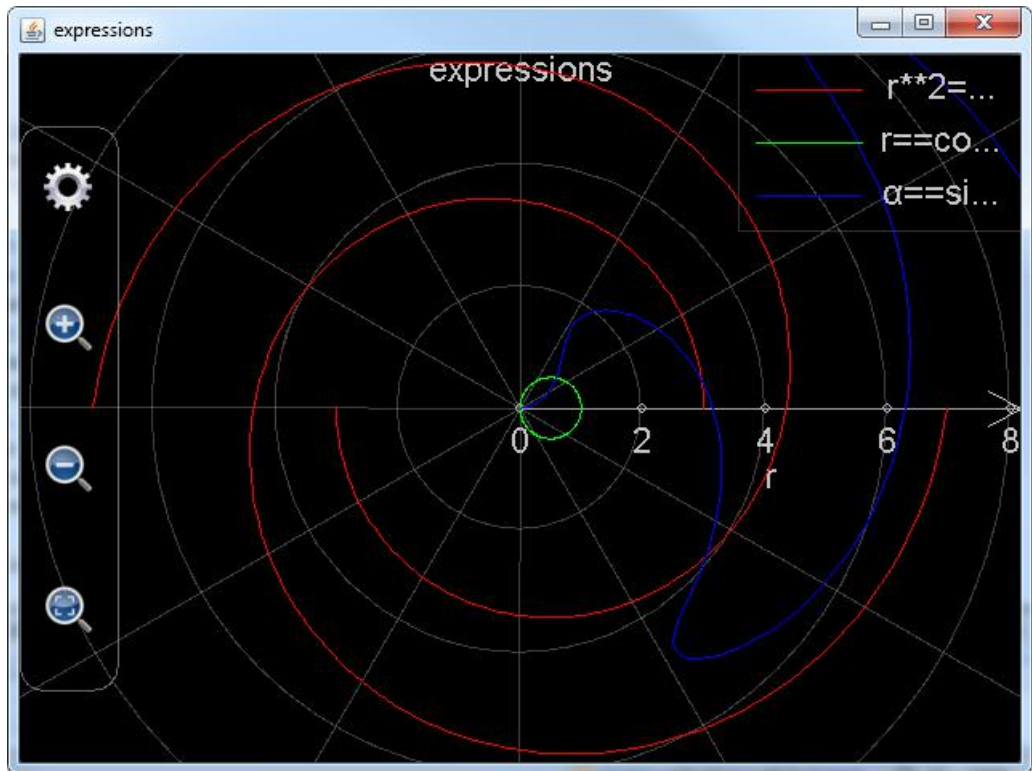 expressions
expressions
r**2=...
r==co...
α==si...
0 2 4 6 8
r